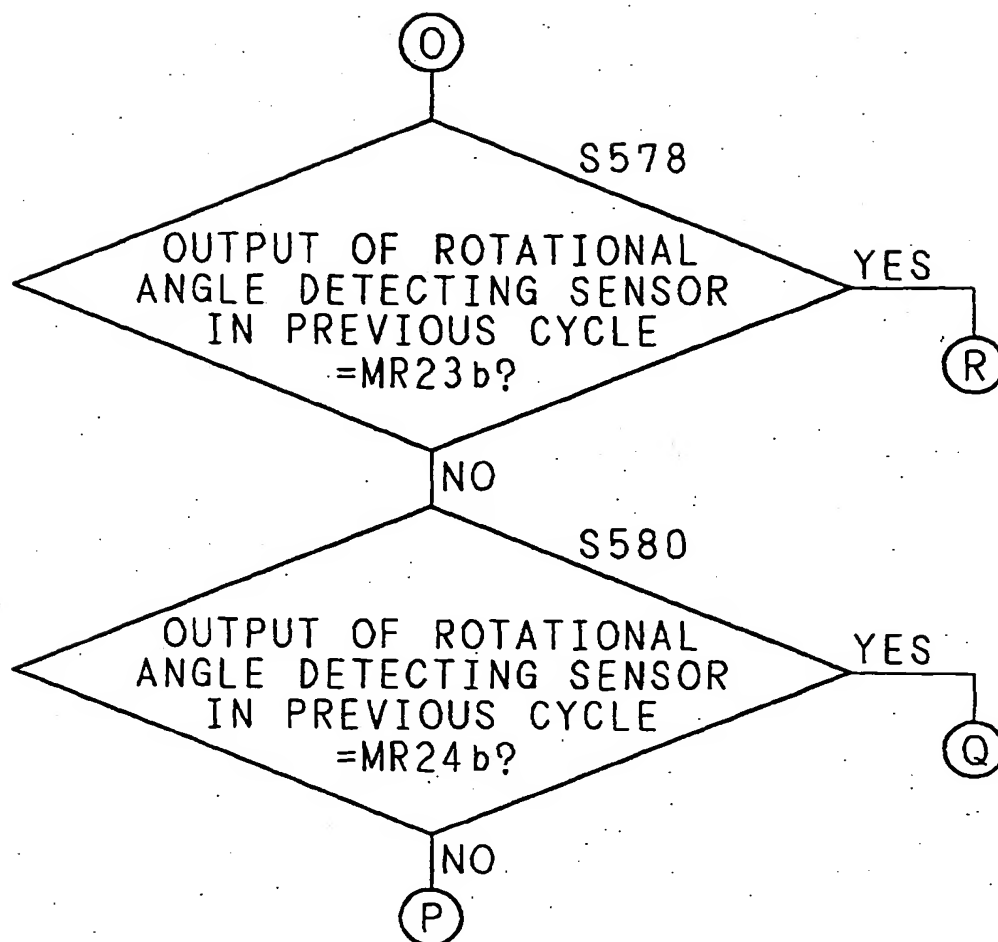 O
S578
OUTPUT OF ROTATIONAL
ANGLE DETECTING SENSOR
IN PREVIOUS CYCLE
=MR23b?
YES
R
NO
S580
OUTPUT OF ROTATIONAL
ANGLE DETECTING SENSOR
IN PREVIOUS CYCLE
=MR24b?
YES
Q
NO
P